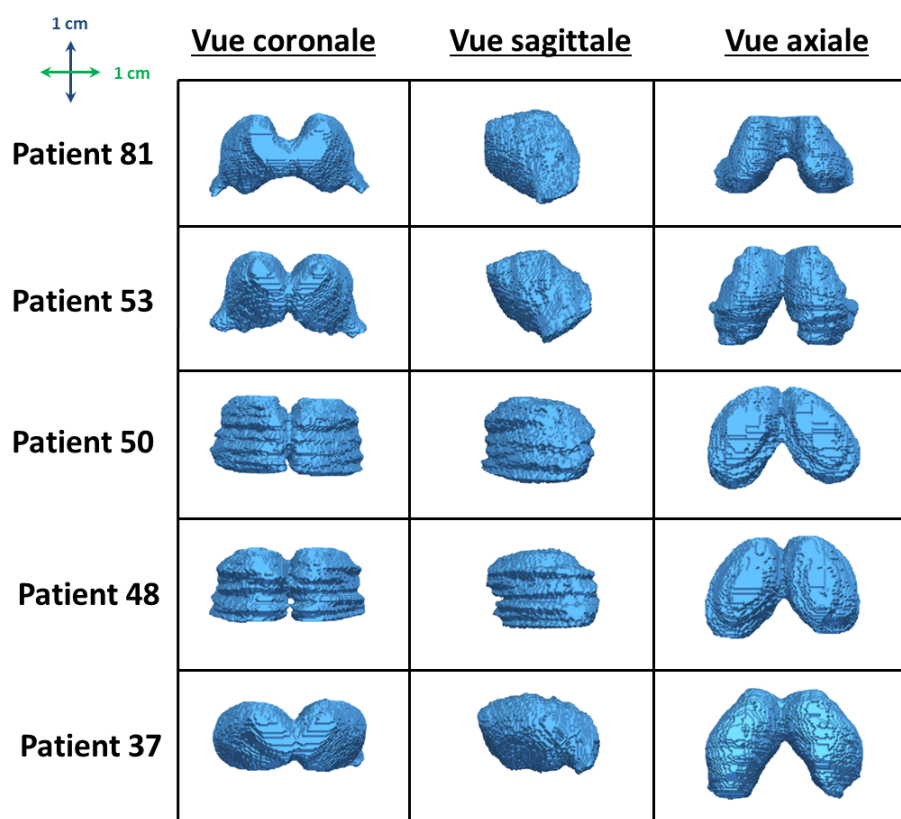 1 cm
1 cm
Vue coronale
Vue sagittale
Vue axiale
Patient 81
Patient 53
Patient 50
Patient 48
Patient 37